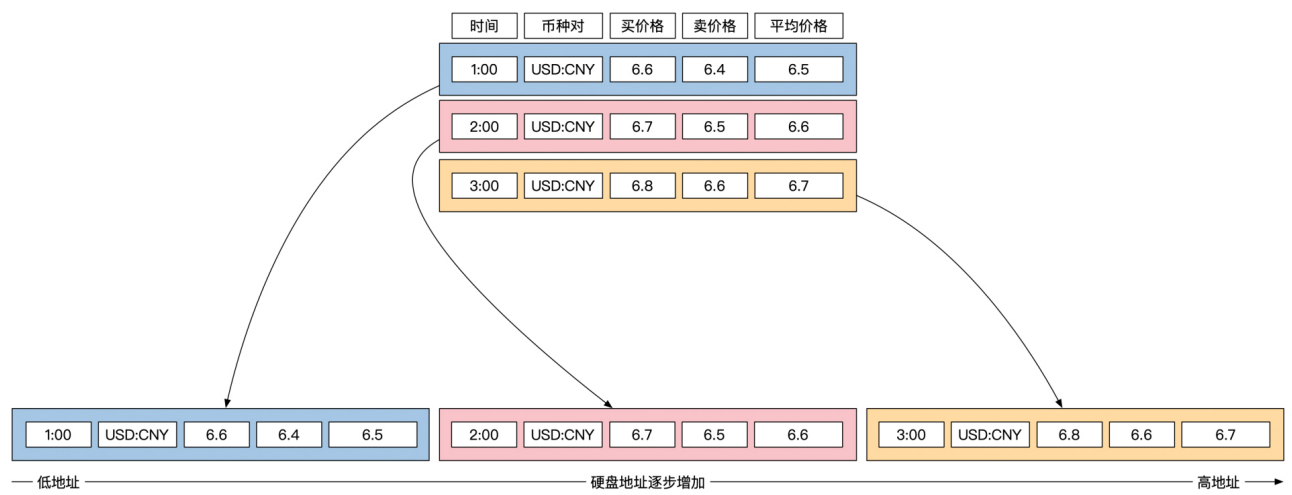 时间 币种对 买价格 卖价格 平均价格
1:00 USD:CNY 6.6 6.4 6.5
2:00 USD:CNY 6.7 6.5 6.6
3:00 USD:CNY 6.8 6.6 6.7
1:00 USD:CNY 6.6 6.4 6.5 2:00 USD:CNY 6.7 6.5 6.6 3:00 USD:CNY 6.8 6.6 6.7
低地址 硬盘地址逐步增加 高地址